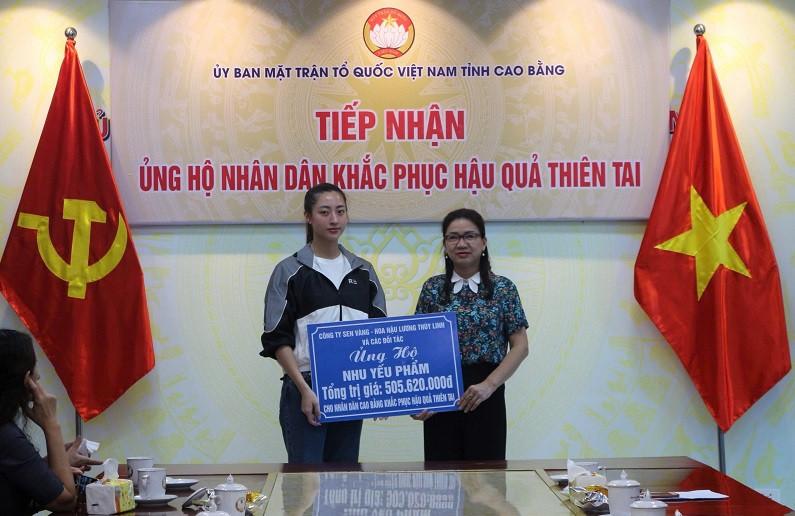 ỦY BAN MẶT TRẬN TỔ QUỐC VIỆT NAM TỈNH CAO BẰNG
TIẾP NHẬN
ỦNG HỘ NHÂN DÂN KHẮC PHỤC HẬU QUẢ THIÊN TAI
CÔNG TY SEN VÀNG - HOA HẬU LƯƠNG THÙY LINH
VÀ CÁC ĐỐI TÁC
Ủng Hộ
NHU YẾU PHẨM
Tổng trị giá: 505.620.000đ
CHO NHÂN DÂN CAO BẰNG KHẮC PHỤC HẬU QUẢ THIÊN TAI